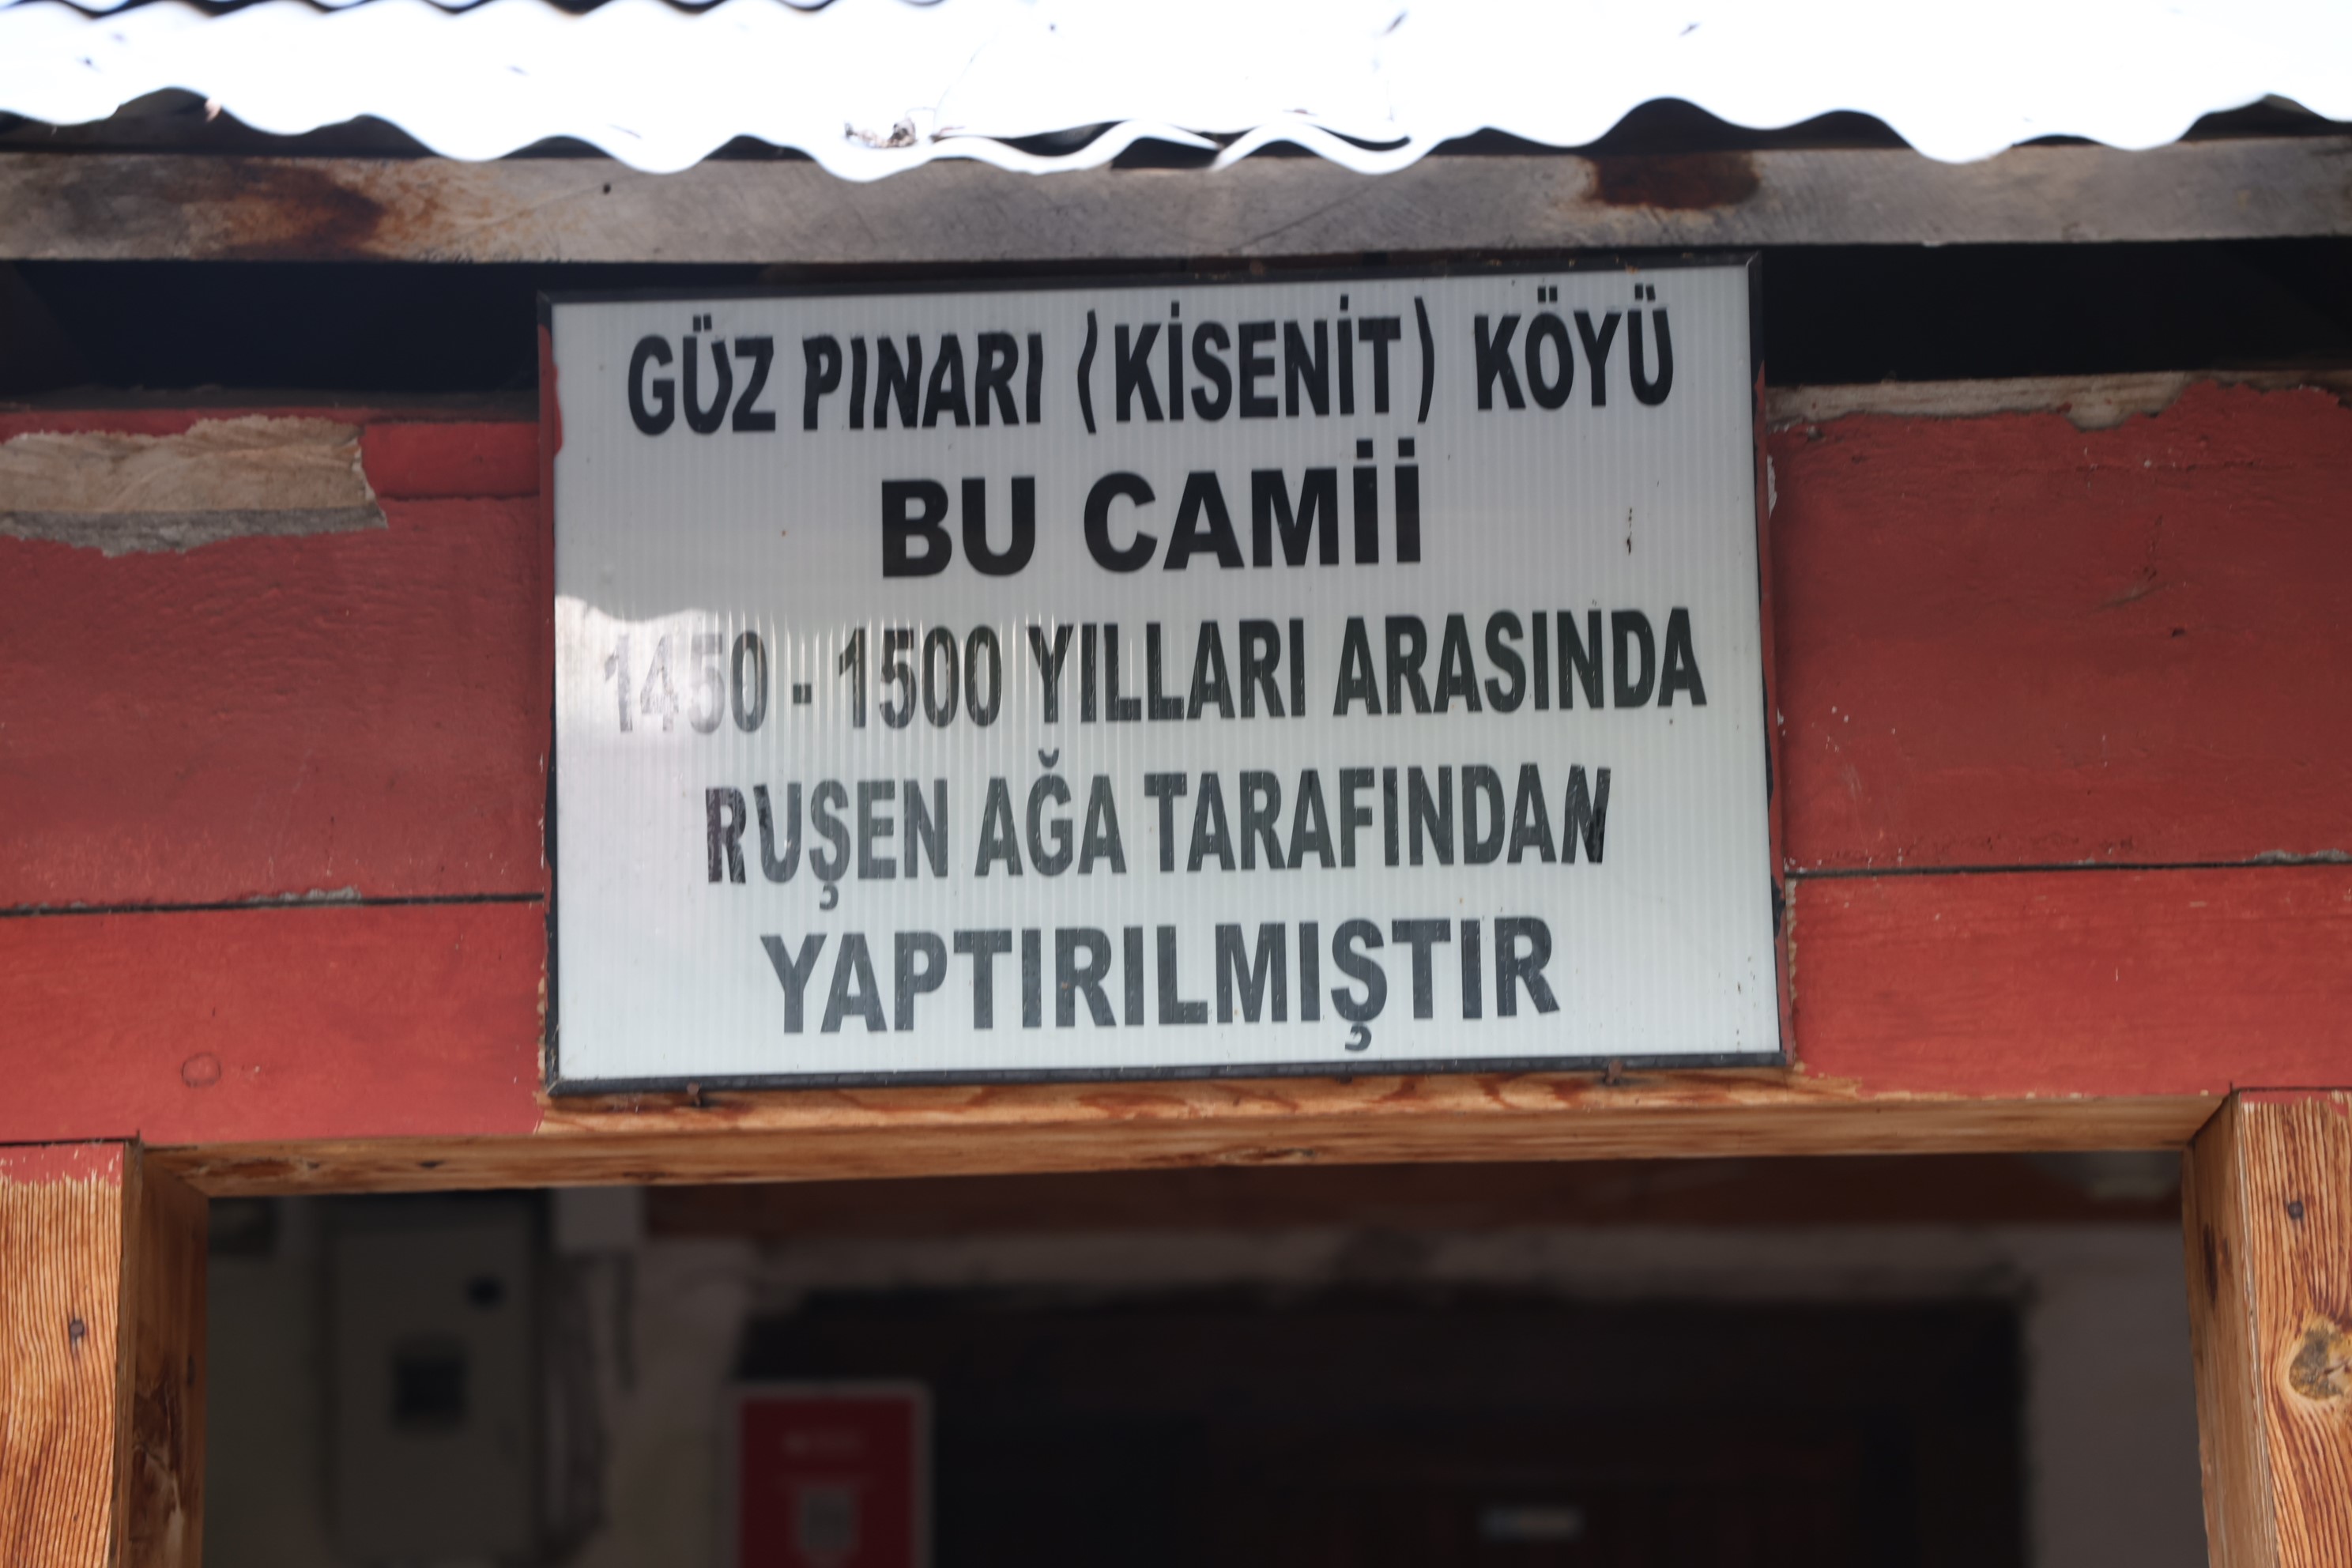 GÜZ PINARI (KİSENİT) KÖYÜ
BU CAMİİ
1450 - 1500 YILLARI ARASINDA
RUŞEN AĞA TARAFINDAN
YAPTIRILMIŞTIR